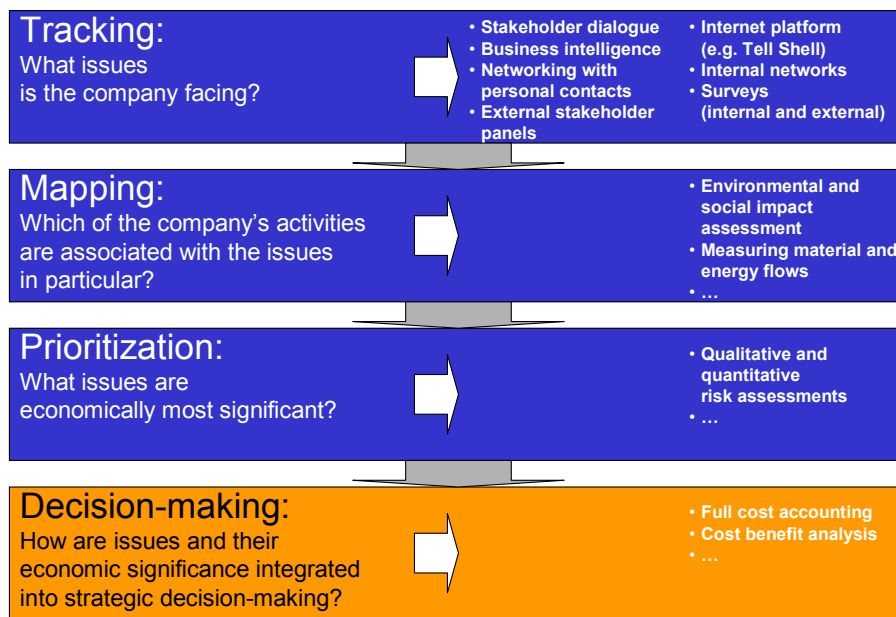 Tracking:
What issues
is the company facing?
• Stakeholder dialogue
• Business intelligence
• Networking with
personal contacts
• External stakeholder
panels
• Internet platform
(e.g. Tell Shell)
• Internal networks
• Surveys
(internal and external)
Mapping:
Which of the company’s activities
are associated with the issues
in particular?
• Environmental and
social impact
assessment
• Measuring material and
energy flows
• …
Prioritization:
What issues are
economically most significant?
• Qualitative and
quantitative
risk assessments
• …
Decision-making:
How are issues and their
economic significance integrated
into strategic decision-making?
• Full cost accounting
• Cost benefit analysis
• …